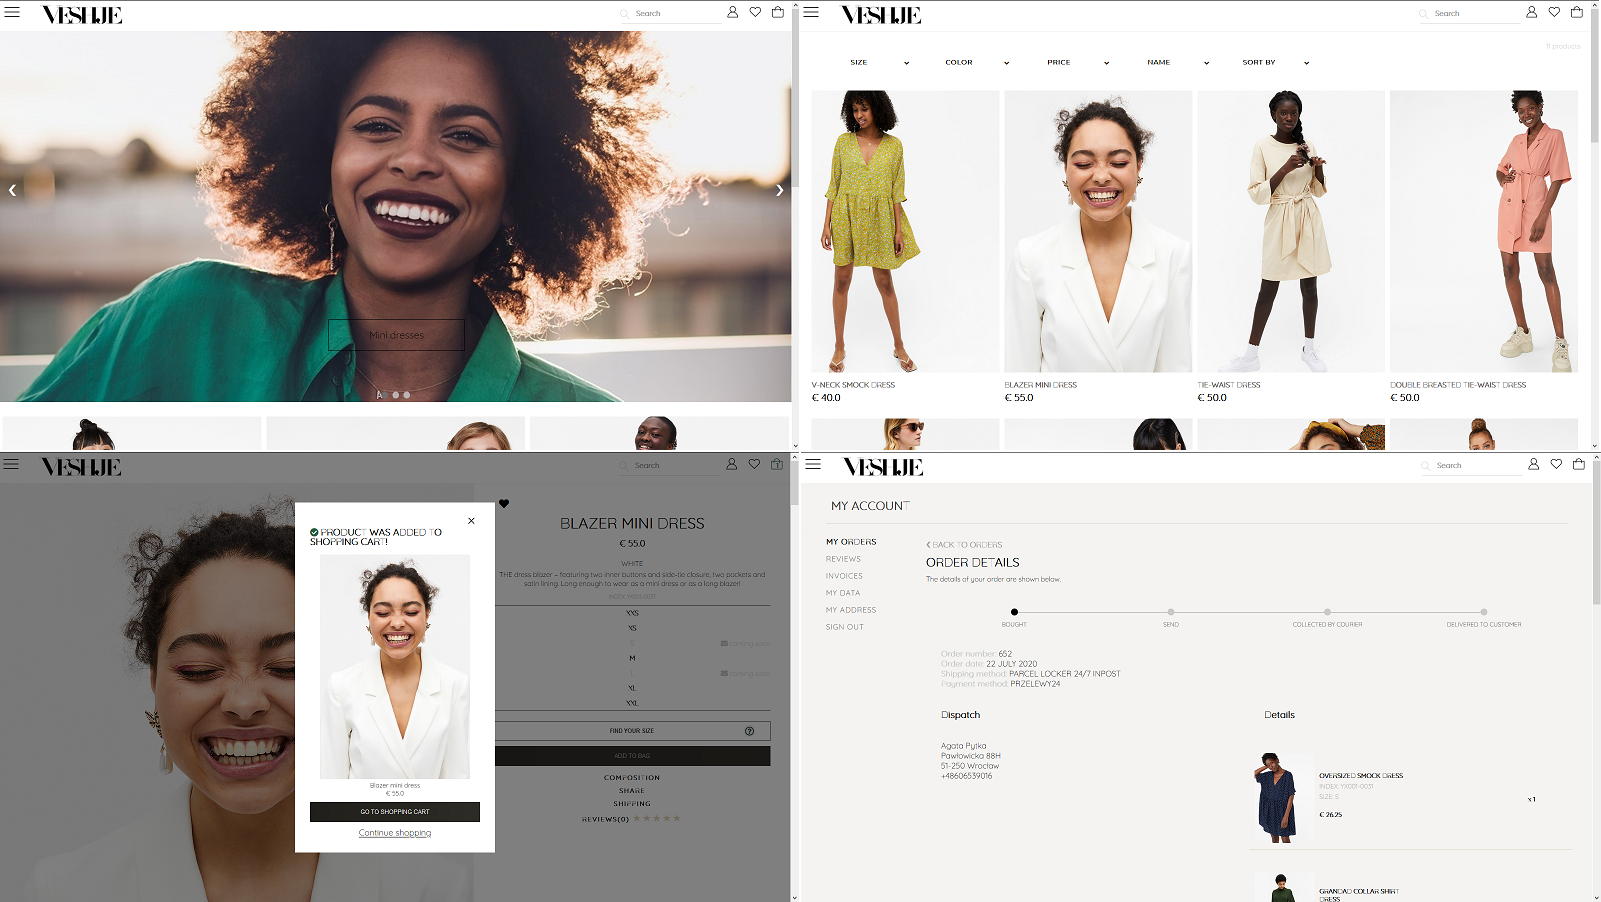 VESHJE
Search
Mini dresses
VESHJE
Search
11 products
SIZE
COLOR
PRICE
NAME
SORT BY
V-NECK SMOCK DRESS
€ 40.0
BLAZER MINI DRESS
€ 55.0
TIE-WAIST DRESS
€ 50.0
DOUBLE BREASTED TIE-WAIST DRESS
€ 50.0
VESHJE
Search
1
PRODUCT WAS ADDED TO
SHOPPING CART!
Blazer mini dress
€ 55.0
GO TO SHOPPING CART
Continue shopping
BLAZER MINI DRESS
€ 55.0
WHITE
THE dress blazer – featuring two inner buttons and side-tie closure, two pockets and
satin lining. Long enough to wear as a mini dress or as a long blazer!
INDEX: YX003-0031
XXS
XS
S coming soon
M
L coming soon
XL
XXL
FIND YOUR SIZE
ADD TO BAG
COMPOSITION
SHARE
SHIPPING
REVIEWS(0)
VESHJE
Search
MY ACCOUNT
MY ORDERS
REVIEWS
INVOICES
MY DATA
MY ADDRESS
SIGN OUT
BACK TO ORDERS
ORDER DETAILS
The details of your order are shown below.
BOUGHT
SEND
COLLECTED BY COURIER
DELIVERED TO CUSTOMER
Order number: 652
Order date: 22 JULY 2020
Shipping method: PARCEL LOCKER 24/7 INPOST
Payment method: PRZELEWY24
Dispatch
Agata Pytka
Pawłowicka 88H
51-250 Wrocław
+48606539016
Details
OVERSIZED SMOCK DRESS
INDEX: YX001-0031
SIZE: S
x 1
€ 26.25
GRANDAD COLLAR SHIRT
DRESS